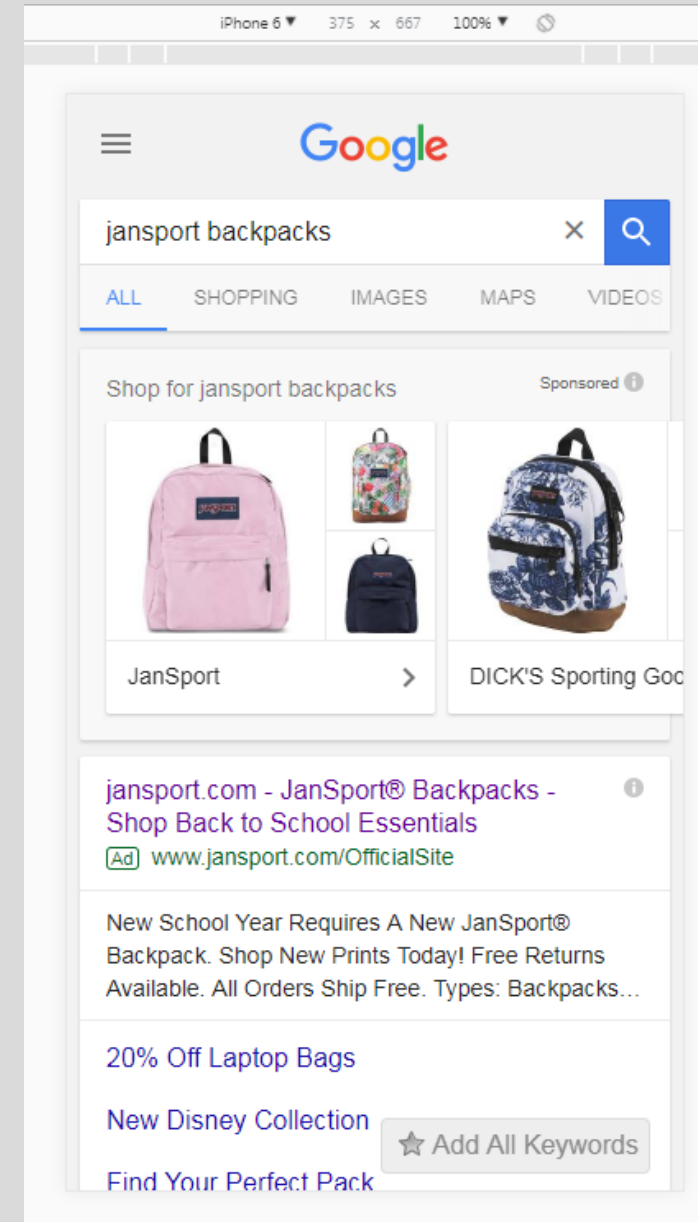 iPhone 6 ▼ 375 × 667 100% ▼
Google
jansport backpacks
ALL SHOPPING IMAGES MAPS VIDEOS
Shop for jansport backpacks Sponsored
JANSPORT
JanSport
DICK'S Sporting Goo
jansport.com - JanSport® Backpacks -
Shop Back to School Essentials
Ad www.jansport.com/OfficialSite
New School Year Requires A New JanSport®
Backpack. Shop New Prints Today! Free Returns
Available. All Orders Ship Free. Types: Backpacks...
20% Off Laptop Bags
New Disney Collection
Add All Keywords
Find Your Perfect Pack